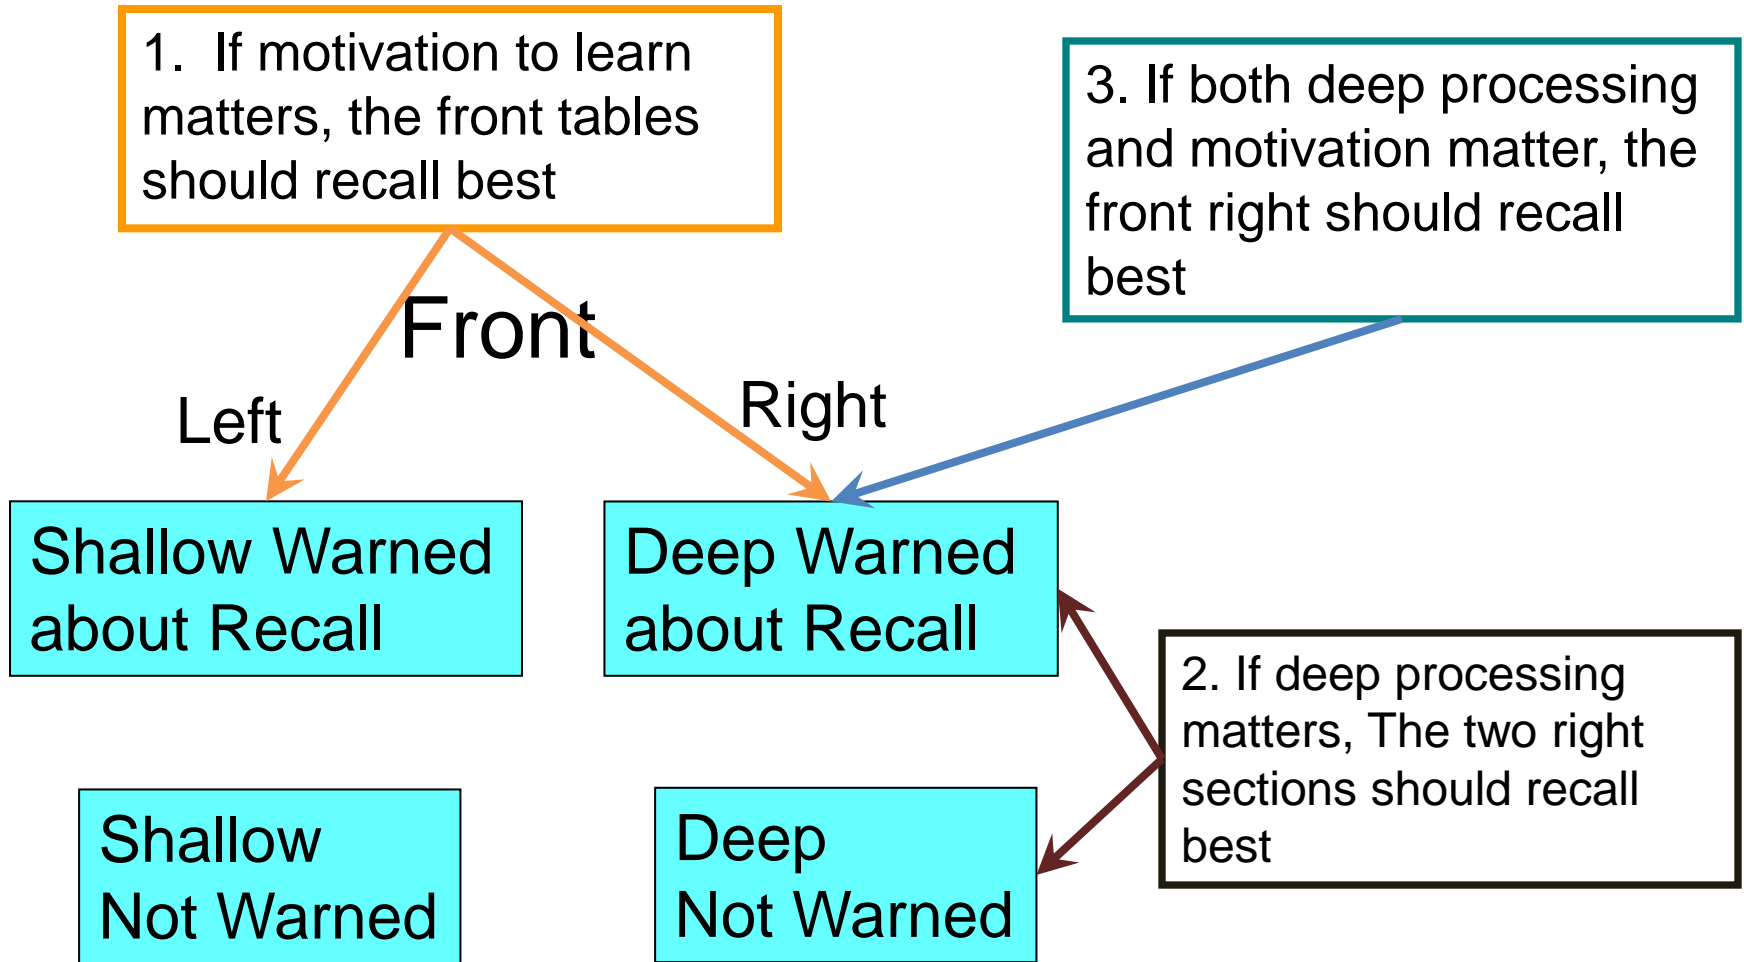 1. If motivation to learn
matters, the front tables
should recall best
3. If both deep processing
and motivation matter, the
front right should recall
best
Front
Left
Right
Shallow Warned
about Recall
Deep Warned
about Recall
2. If deep processing
matters, The two right
sections should recall
best
Shallow
Not Warned
Deep
Not Warned